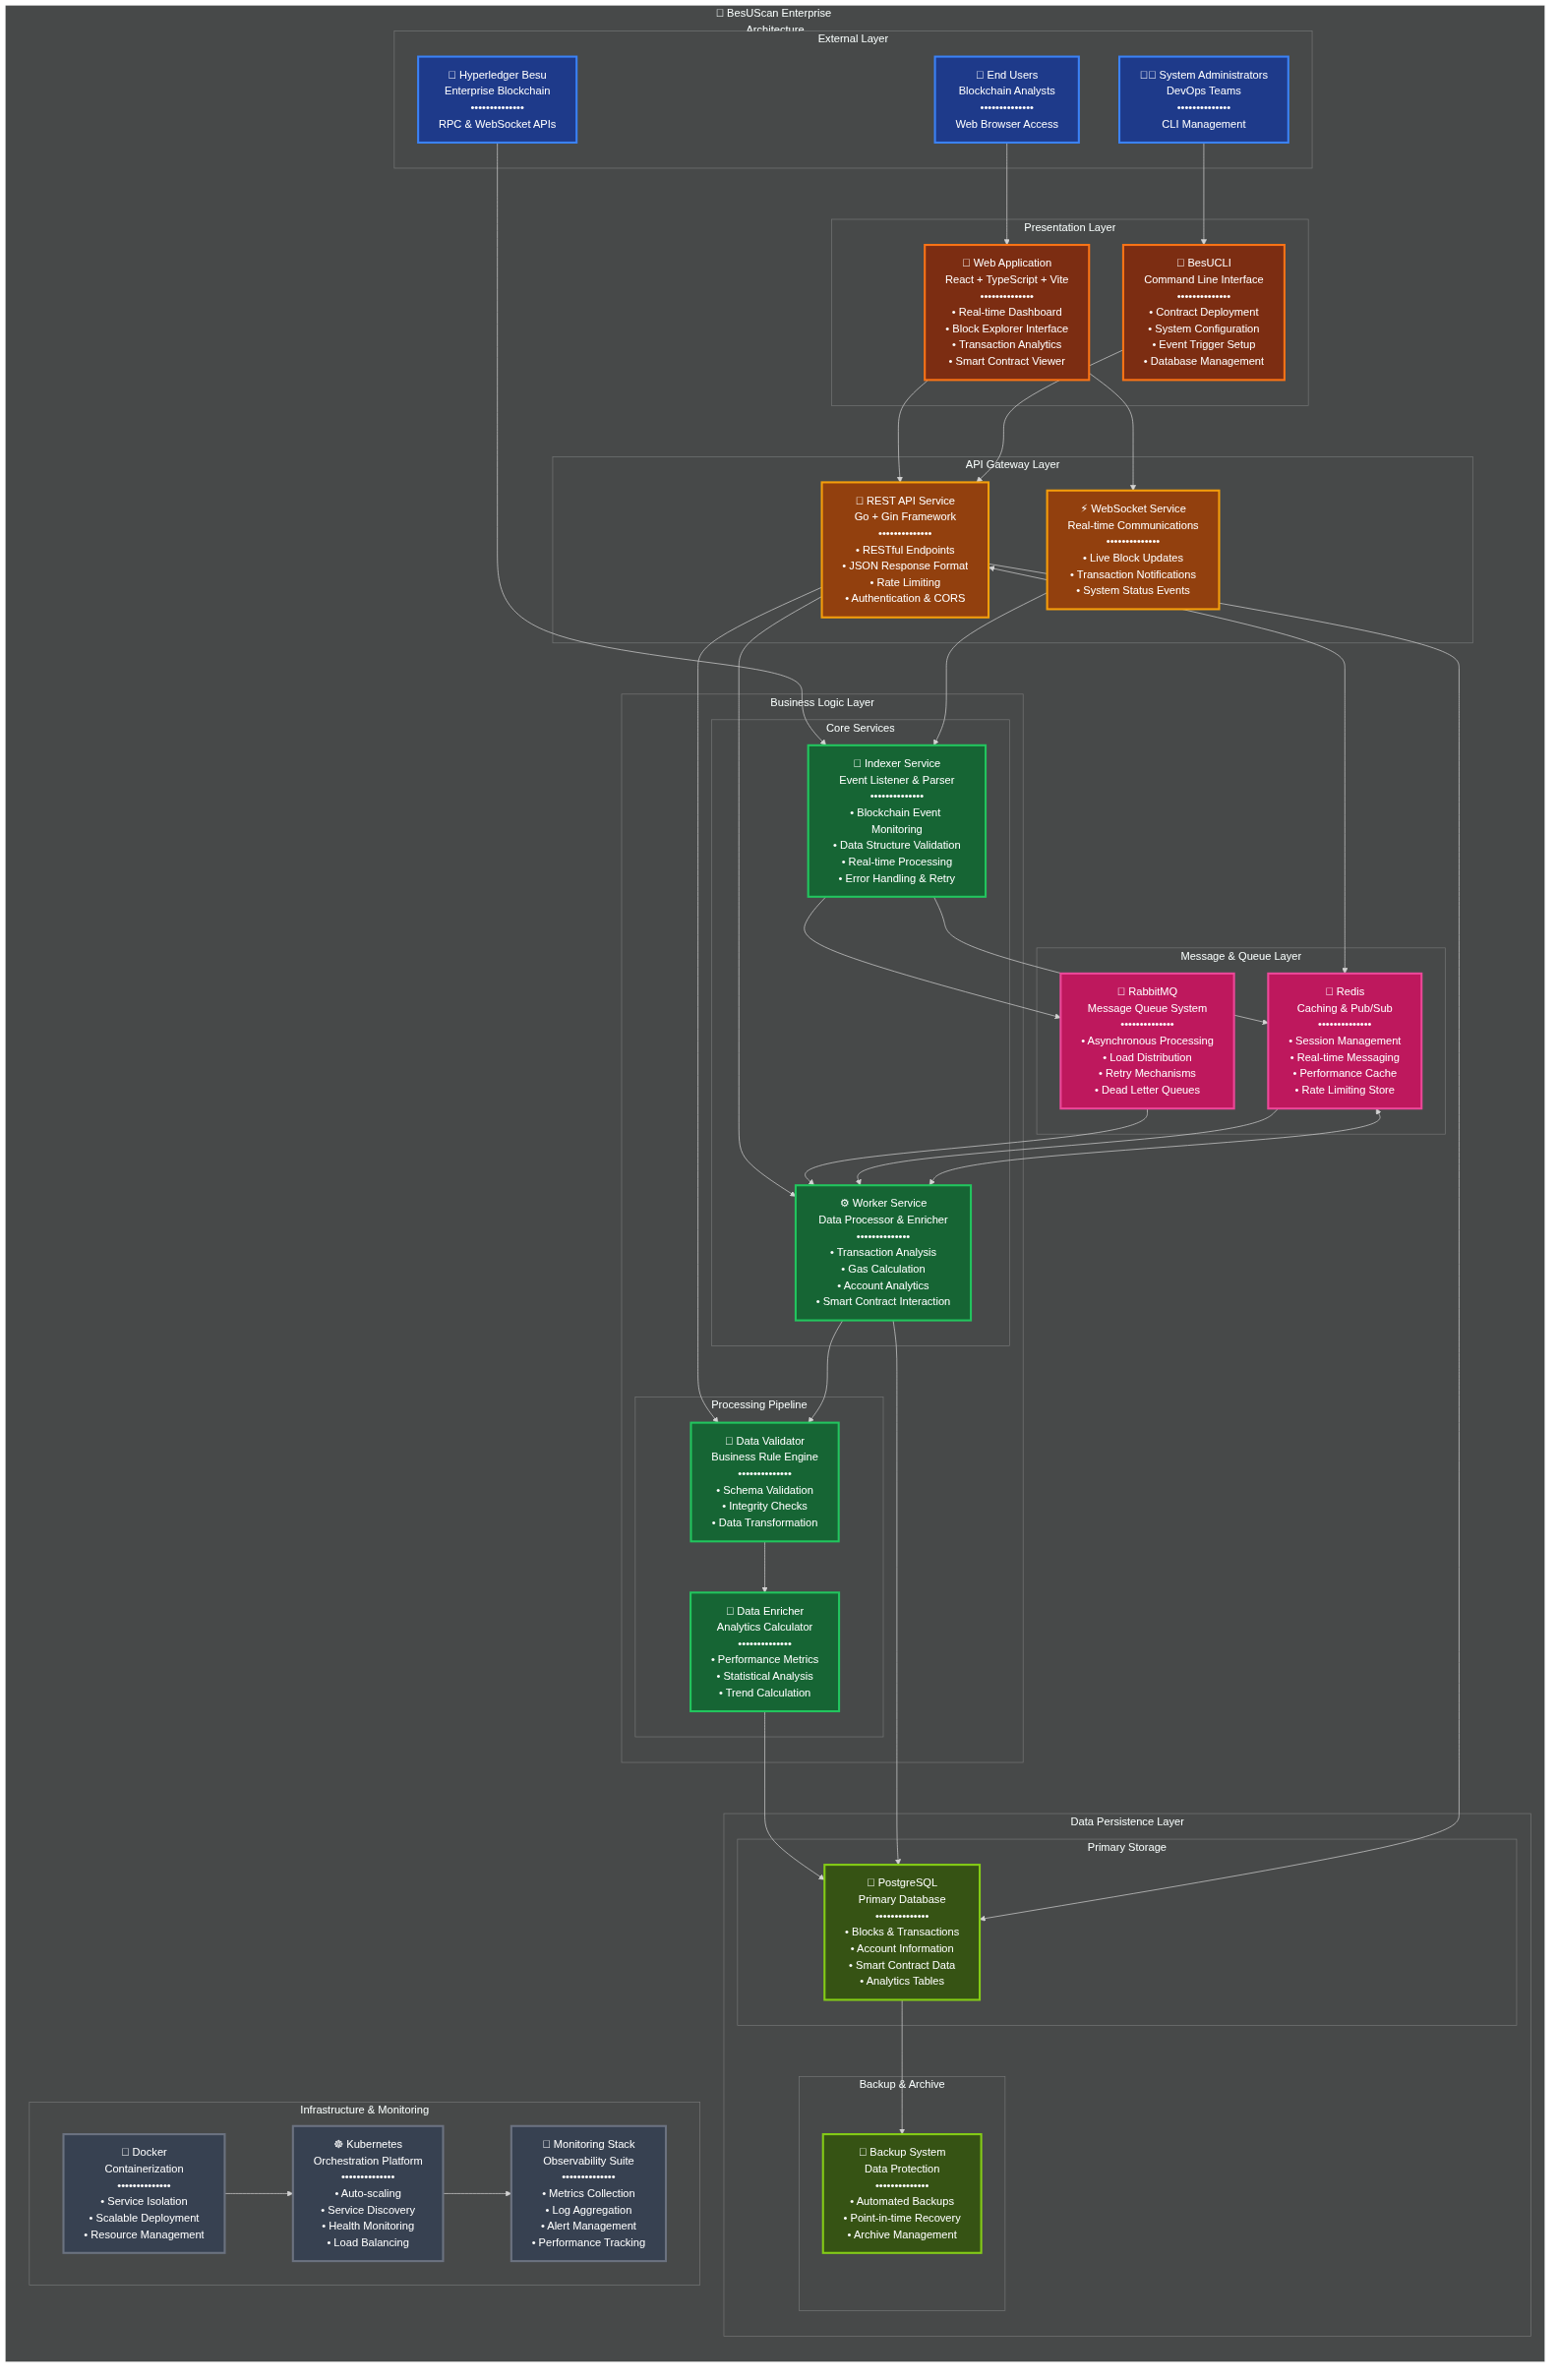 BesUScan Enterprise
Architecture
External Layer
Hyperledger Besu
Enterprise Blockchain
••••••••••••••
RPC & WebSocket APIs
End Users
Blockchain Analysts
••••••••••••••
Web Browser Access
System Administrators
DevOps Teams
••••••••••••••
CLI Management
Presentation Layer
Web Application
React + TypeScript + Vite
••••••••••••••
• Real-time Dashboard
• Block Explorer Interface
• Transaction Analytics
• Smart Contract Viewer
BesUCLI
Command Line Interface
••••••••••••••
• Contract Deployment
• System Configuration
• Event Trigger Setup
• Database Management
API Gateway Layer
REST API Service
Go + Gin Framework
••••••••••••••
• RESTful Endpoints
• JSON Response Format
• Rate Limiting
• Authentication & CORS
⚡ WebSocket Service
Real-time Communications
••••••••••••••
• Live Block Updates
• Transaction Notifications
• System Status Events
Business Logic Layer
Core Services
Indexer Service
Event Listener & Parser
••••••••••••••
• Blockchain Event
Monitoring
• Data Structure Validation
• Real-time Processing
• Error Handling & Retry
Message & Queue Layer
RabbitMQ
Message Queue System
••••••••••••••
• Asynchronous Processing
• Load Distribution
• Retry Mechanisms
• Dead Letter Queues
Redis
Caching & Pub/Sub
••••••••••••••
• Session Management
• Real-time Messaging
• Performance Cache
• Rate Limiting Store
⚙ Worker Service
Data Processor & Enricher
••••••••••••••
• Transaction Analysis
• Gas Calculation
• Account Analytics
• Smart Contract Interaction
Processing Pipeline
Data Validator
Business Rule Engine
••••••••••••••
• Schema Validation
• Integrity Checks
• Data Transformation
Data Enricher
Analytics Calculator
••••••••••••••
• Performance Metrics
• Statistical Analysis
• Trend Calculation
Data Persistence Layer
Primary Storage
PostgreSQL
Primary Database
••••••••••••••
• Blocks & Transactions
• Account Information
• Smart Contract Data
• Analytics Tables
Backup & Archive
Backup System
Data Protection
••••••••••••••
• Automated Backups
• Point-in-time Recovery
• Archive Management
Infrastructure & Monitoring
Docker
Containerization
••••••••••••••
• Service Isolation
• Scalable Deployment
• Resource Management
☸ Kubernetes
Orchestration Platform
••••••••••••••
• Auto-scaling
• Service Discovery
• Health Monitoring
• Load Balancing
Monitoring Stack
Observability Suite
••••••••••••••
• Metrics Collection
• Log Aggregation
• Alert Management
• Performance Tracking